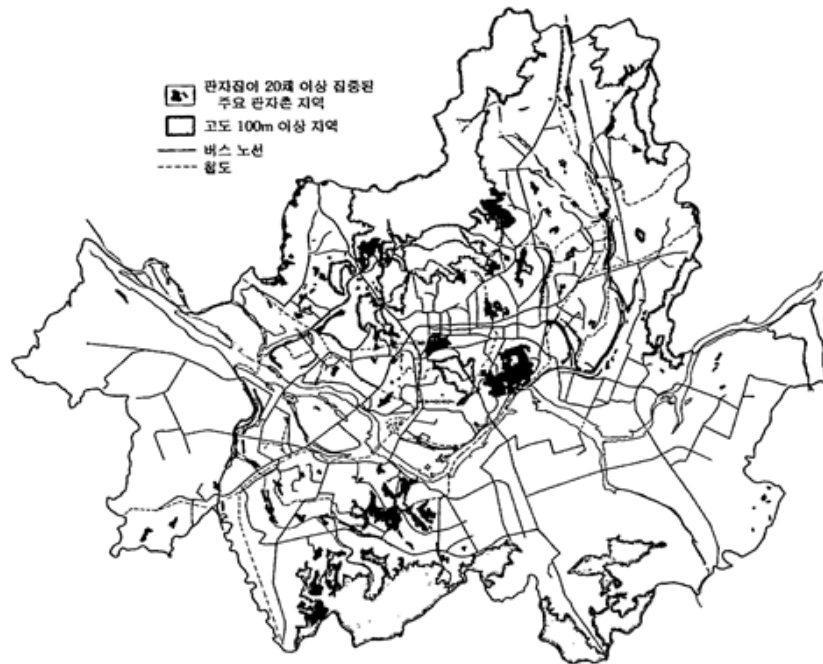 판자집이 20채 이상 집중된
주요 판자촌 지역
고도 100m 이상 지역
버스 노선
철도